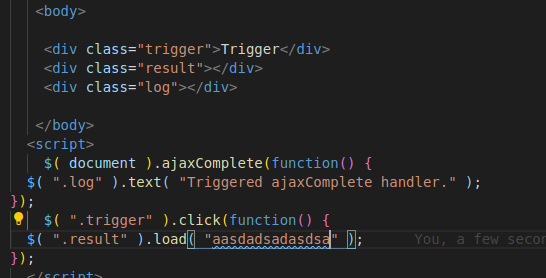 <body>
<div class="trigger">Trigger</div>
<div class="result"></div>
<div class="log"></div>
</body>
<script>
$( document ).ajaxComplete(function() {
$( ".log" ).text( "Triggered ajaxComplete handler." );
});
$( ".trigger" ).click(function() {
$( ".result" ).load( "aasdadsadasdsa" ); You, a few secon
});
</script>